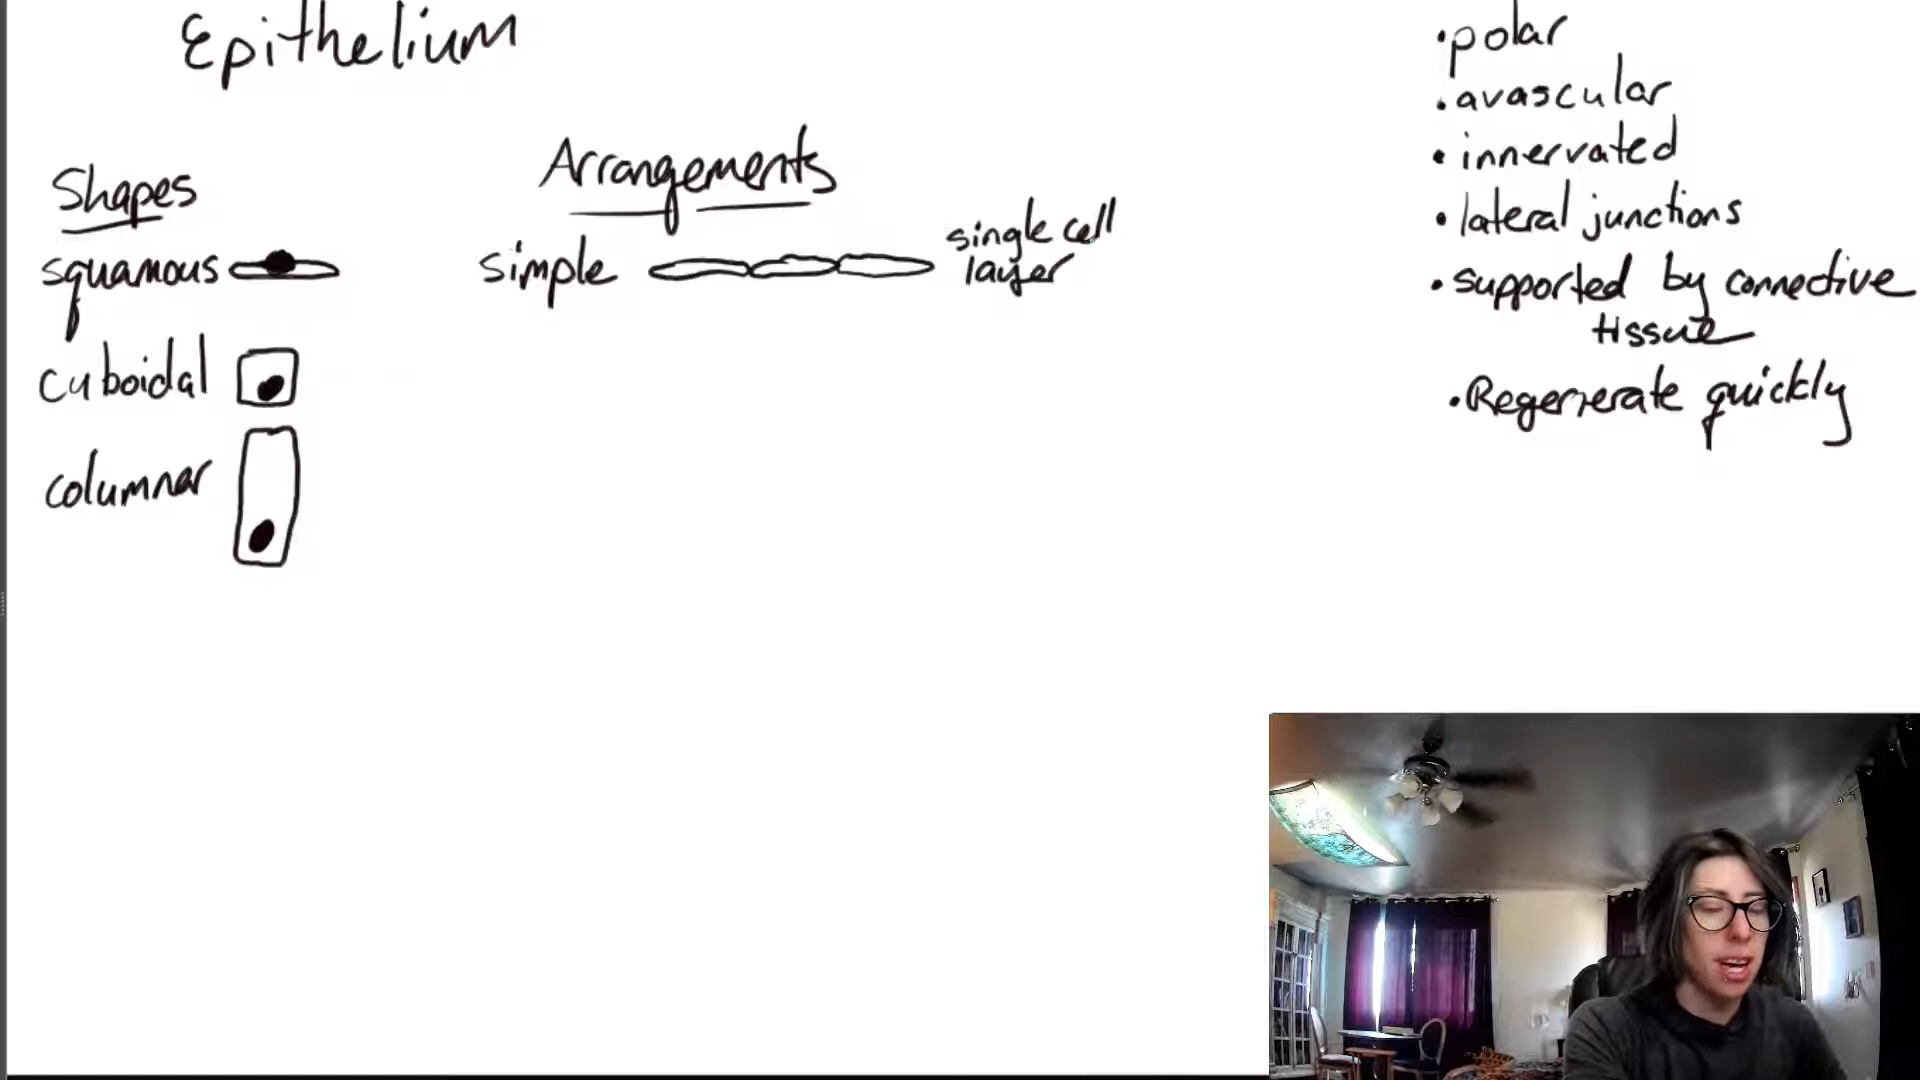 Epithelium
Shapes
squamous
cuboidal
columnar
Arrangements
simple
single cell
layer
• polar
• avascular
• innervated
• lateral junctions
• supported by connective
tissue
• Regenerate quickly